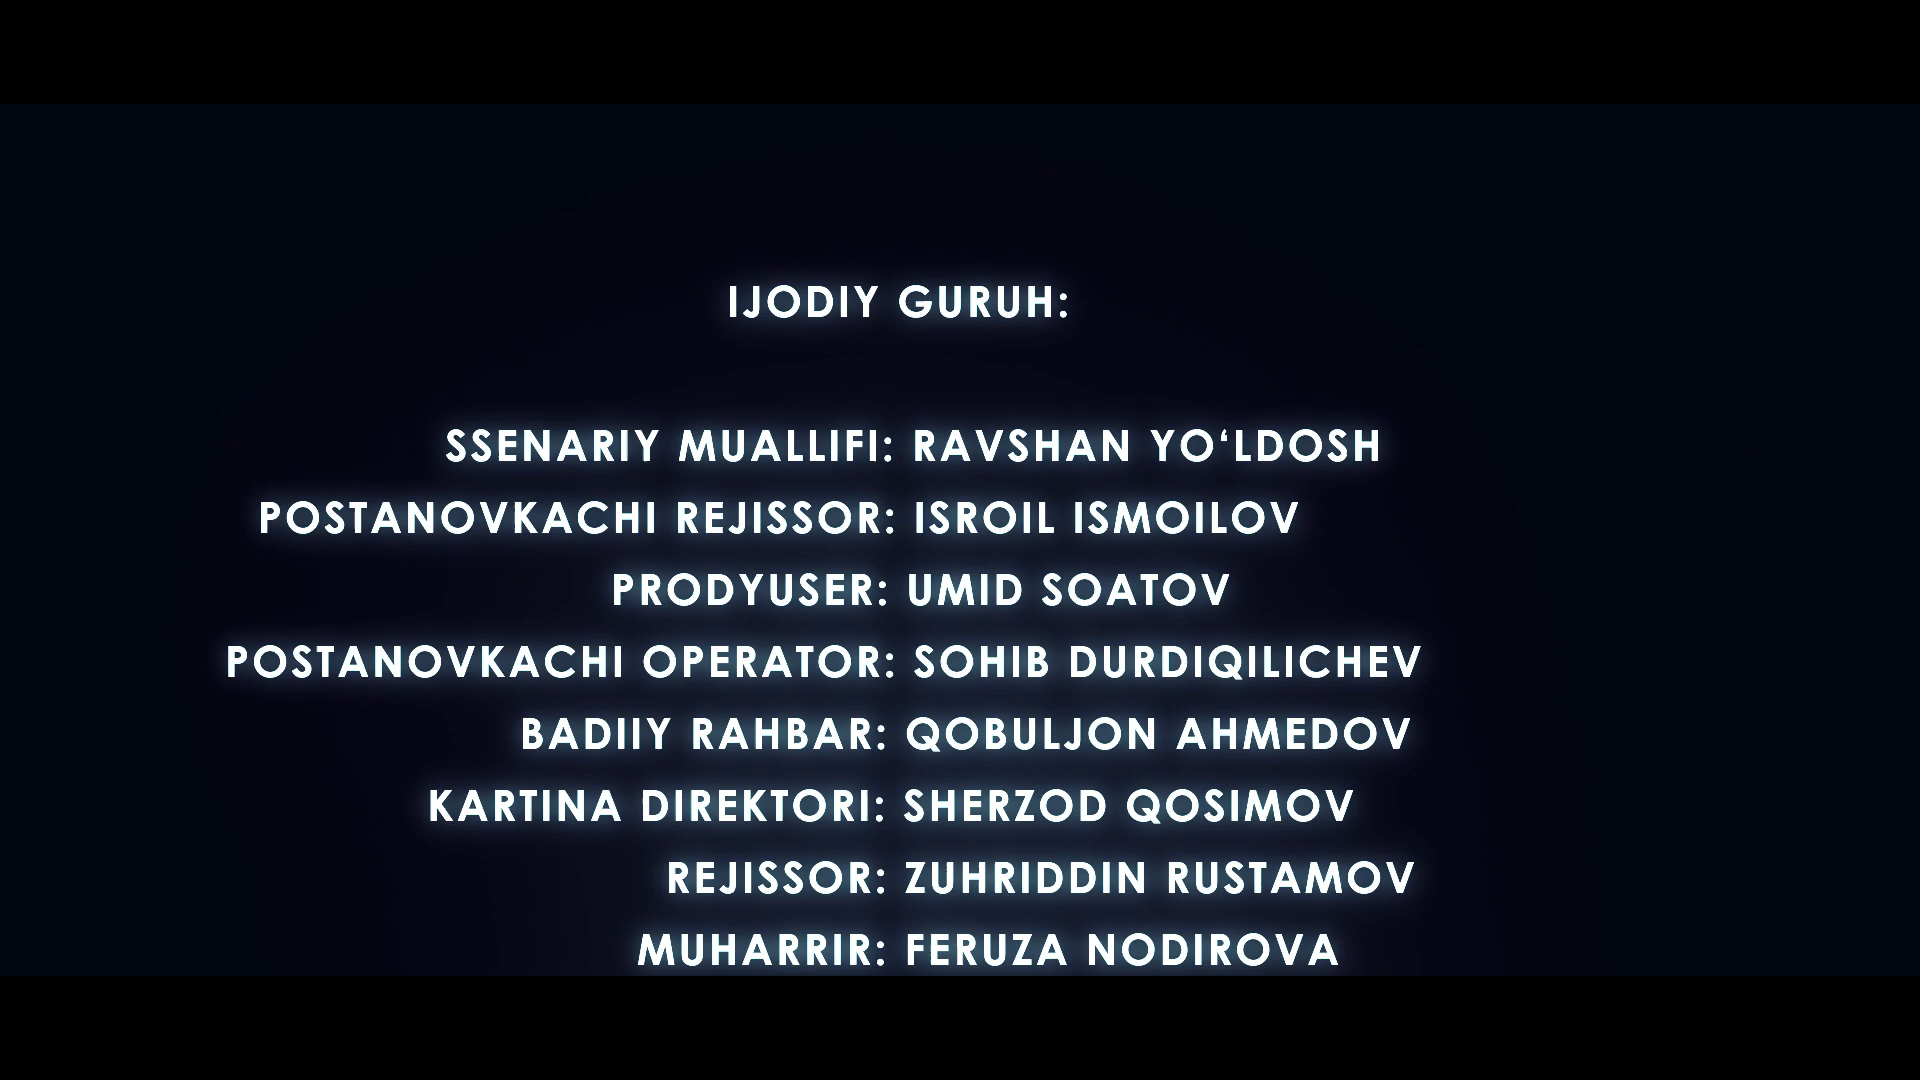 IJODIY GURUH:
SSENARIY MUALLIFI: RAVSHAN YO‘LDOSH
POSTANOVKACHI REJISSOR: ISROIL ISMOILOV
PRODYUSER: UMID SOATOV
POSTANOVKACHI OPERATOR: SOHIB DURDIQILICHEV
BADIIY RAHBAR: QOBULJON AHMEDOV
KARTINA DIREKTORI: SHERZOD QOSIMOV
REJISSOR: ZUHRIDDIN RUSTAMOV
MUHARRIR: FERUZA NODIROVA